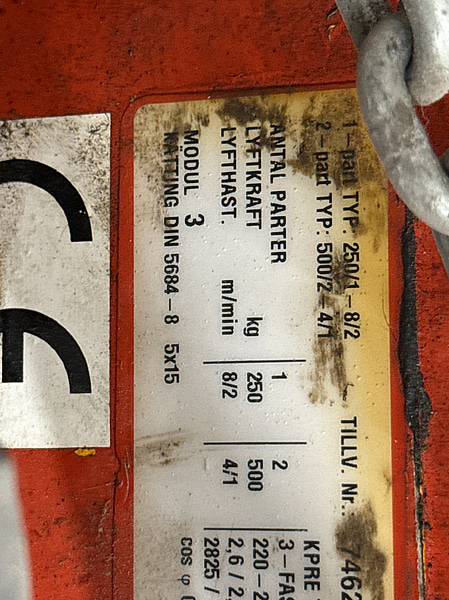 1-part TYP: 250/1-8/2 TILLV. Nr.: 7462
2-part TYP: 500/2-4/1
ANTAL PARTER 1 2
LYFTKRAFT kg 250 500
LYFTHAST. m/min 8/2 4/1
MODUL 3
KÄTTING DIN 5684-8 5x15
KPRE
3-FAS
220-2
2,6/2,
2825/
cos φ
CE